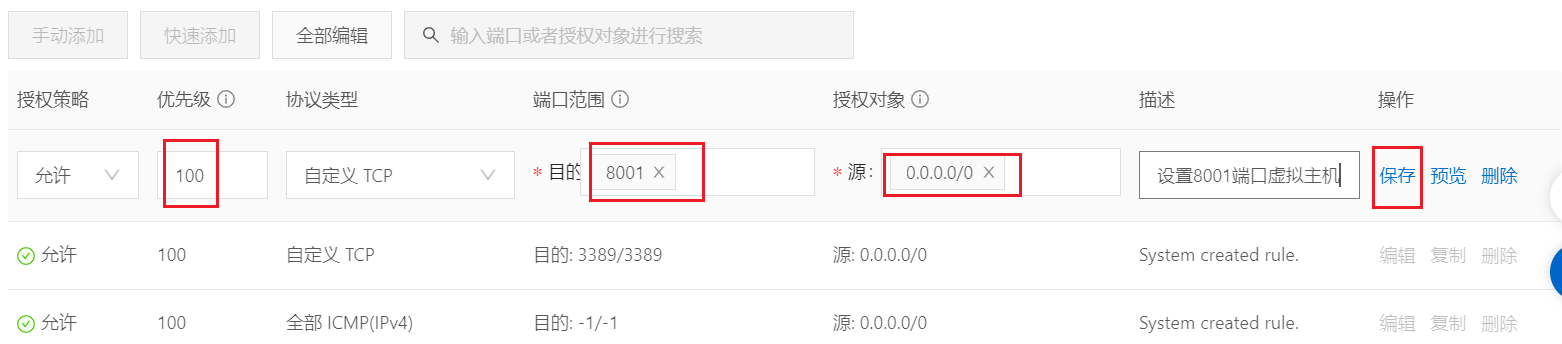 手动添加 快速添加 全部编辑 输入端口或者授权对象进行搜索
授权策略 优先级 协议类型 端口范围 授权对象 描述 操作
允许 100 自定义 TCP * 目的 8001 X * 源: 0.0.0.0/0 X 设置8001端口虚拟主机 保存 预览 删除
允许 100 自定义 TCP 目的: 3389/3389 源: 0.0.0.0/0 System created rule. 编辑 复制 删除
允许 100 全部 ICMP(IPv4) 目的: -1/-1 源: 0.0.0.0/0 System created rule. 编辑 复制 删除